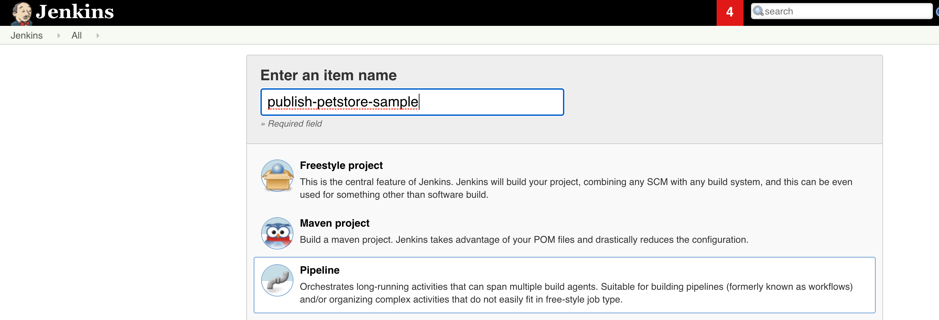 Jenkins 4 search
Jenkins All
Enter an item name
publish-petstore-sample
» Required field
Freestyle project
This is the central feature of Jenkins. Jenkins will build your project, combining any SCM with any build system, and this can be even
used for something other than software build.
Maven project
Build a maven project. Jenkins takes advantage of your POM files and drastically reduces the configuration.
Pipeline
Orchestrates long-running activities that can span multiple build agents. Suitable for building pipelines (formerly known as workflows)
and/or organizing complex activities that do not easily fit in free-style job type.